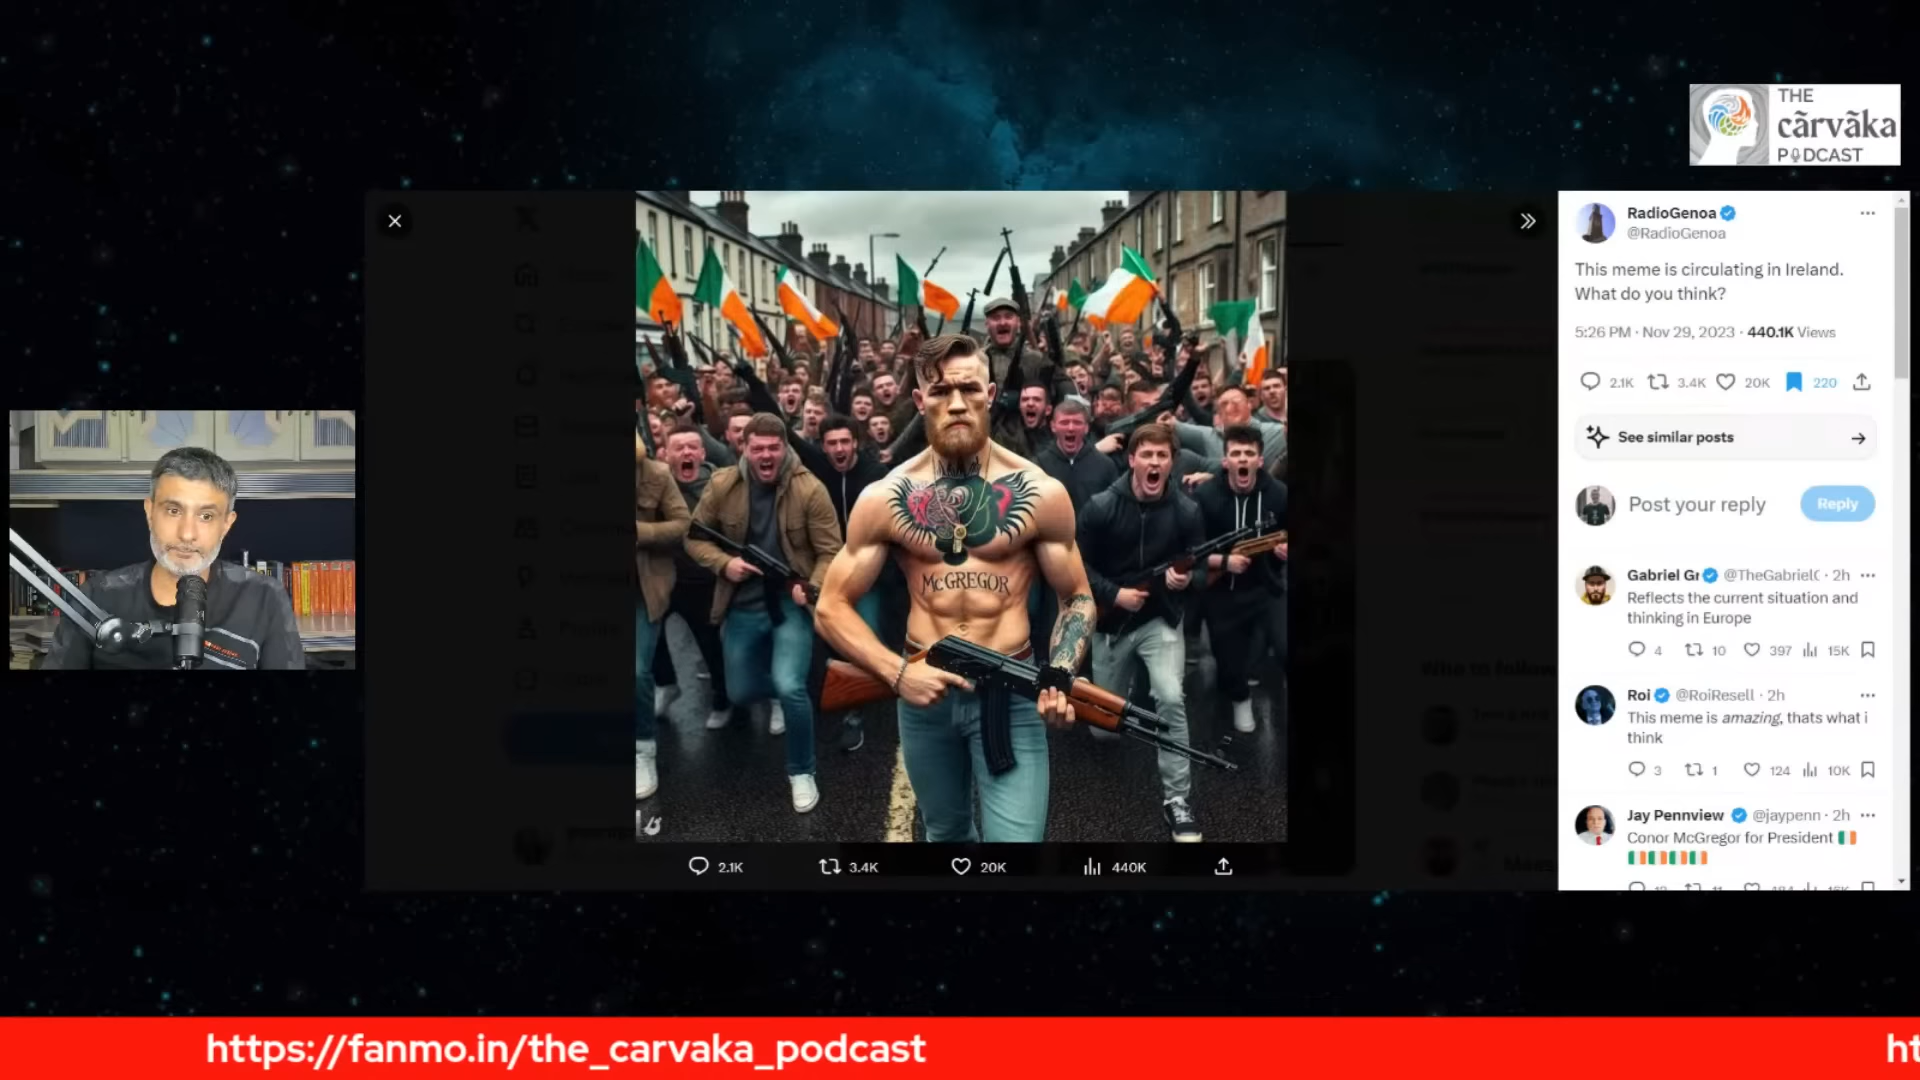 THE
cārvāka
PODCAST
RadioGenoa
@RadioGenoa
This meme is circulating in Ireland.
What do you think?
5:26 PM · Nov 29, 2023 · 440.1K Views
2.1K 3.4K 20K 220
See similar posts
Post your reply
Reply
Gabriel Gr @TheGabrielC · 2h
Reflects the current situation and
thinking in Europe
4 10 397 15K
Roi @RoiResell · 2h
This meme is amazing, thats what i
think
3 1 124 10K
Jay Pennview @jaypenn · 2h
Conor McGregor for President 🇮🇪
🇮🇪🇮🇪🇮🇪🇮🇪
McGREGOR
2.1K 3.4K 20K 440K
https://fanmo.in/the_carvaka_podcast
ht